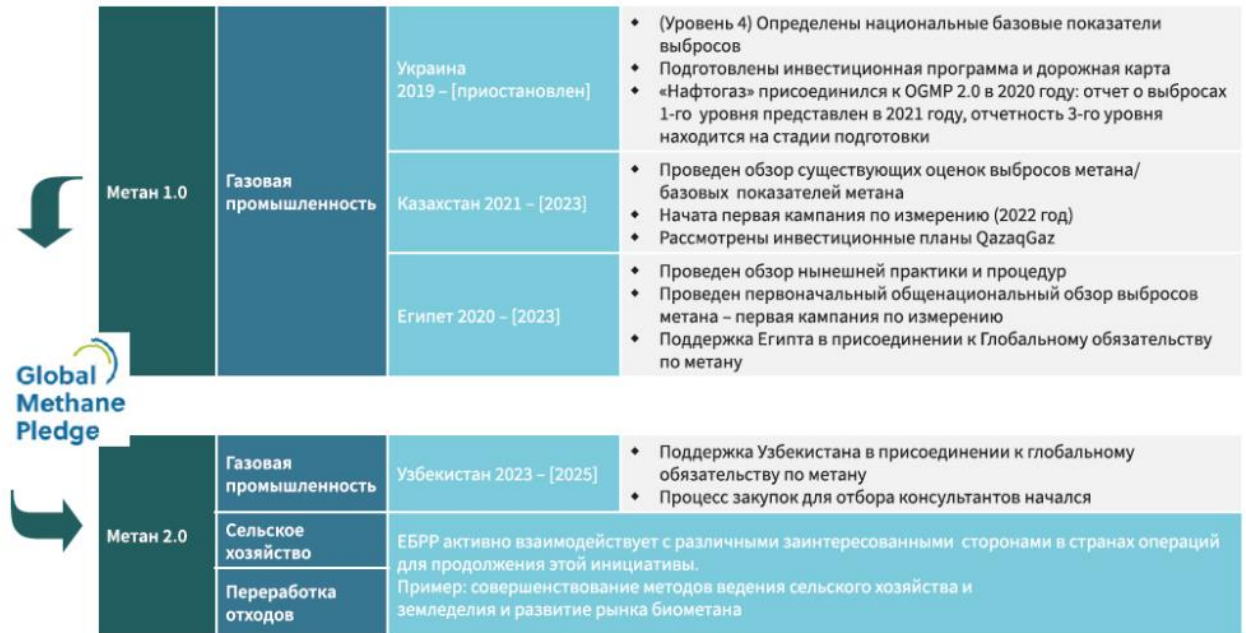 Метан 1.0
Газовая
промышленность
Украина
2019 – [приостановлен]
(Уровень 4) Определены национальные базовые показатели
выбросов
Подготовлены инвестиционная программа и дорожная карта
«Нафтогаз» присоединился к OGMP 2.0 в 2020 году: отчет о выбросах
1-го уровня представлен в 2021 году, отчетность 3-го уровня
находится на стадии подготовки
Казахстан 2021 – [2023]
Проведен обзор существующих оценок выбросов метана/
базовых показателей метана
Начата первая кампания по измерению (2022 год)
Рассмотрены инвестиционные планы QazaqGaz
Египет 2020 – [2023]
Проведен обзор нынешней практики и процедур
Проведен первоначальный общенациональный обзор выбросов
метана – первая кампания по измерению
Поддержка Египта в присоединении к Глобальному обязательству
по метану
Global
Methane
Pledge
Метан 2.0
Газовая
промышленность
Узбекистан 2023 – [2025]
Поддержка Узбекистана в присоединении к глобальному
обязательству по метану
Процесс закупок для отбора консультантов начался
Сельское
хозяйство
Переработка
отходов
ЕБРР активно взаимодействует с различными заинтересованными сторонами в странах операций
для продолжения этой инициативы.
Пример: совершенствование методов ведения сельского хозяйства и
земледелия и развитие рынка биометана